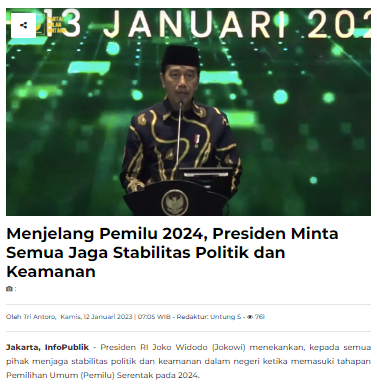 13 JANUARI 202
Menjelang Pemilu 2024, Presiden Minta
Semua Jaga Stabilitas Politik dan
Keamanan
:
Oleh Tri Antoro, Kamis, 12 Januari 2023 | 07:05 WIB - Redaktur: Untung S - 761
Jakarta, InfoPublik - Presiden RI Joko Widodo (Jokowi) menekankan, kepada semua
pihak menjaga stabilitas politik dan keamanan dalam negeri ketika memasuki tahapan
Pemilihan Umum (Pemilu) Serentak pada 2024.